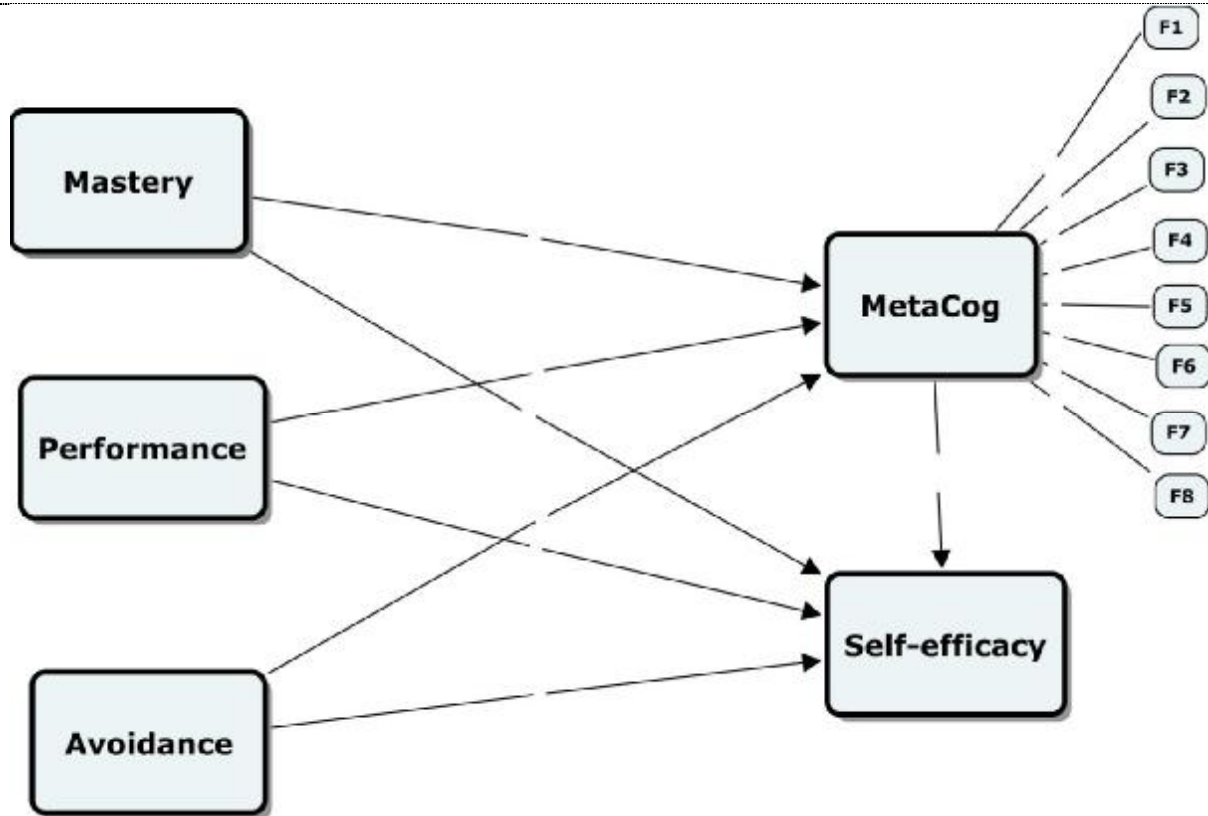 F1
F2
Mastery
F3
F4
MetaCog
F5
F6
Performance
F7
F8
Self-efficacy
Avoidance